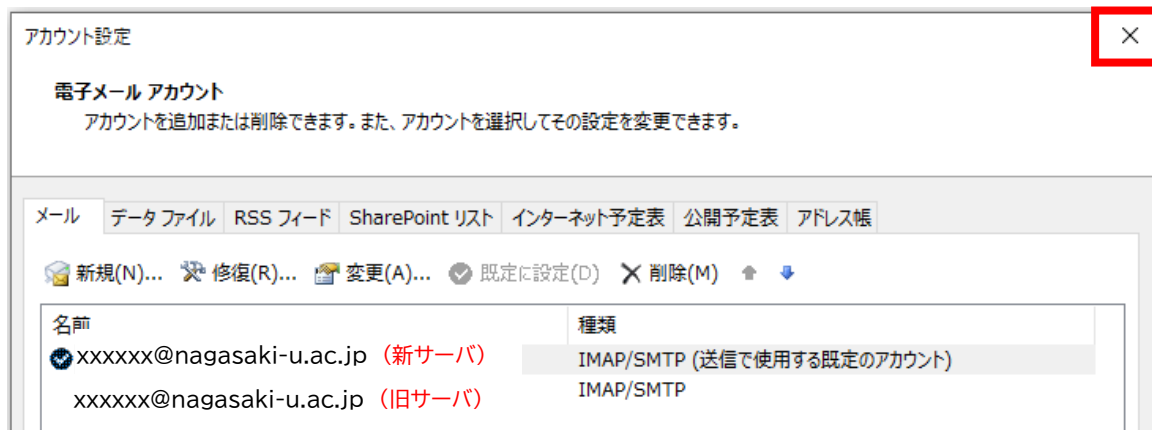 アカウント設定
電子メール アカウント
アカウントを追加または削除できます。また、アカウントを選択してその設定を変更できます。
メール データ ファイル RSS フィード SharePoint リスト インターネット予定表 公開予定表 アドレス帳
新規(N)... 修復(R)... 変更(A)... 既定に設定(D) 削除(M)
名前 種類
xxxxxx@nagasaki-u.ac.jp（新サーバ） IMAP/SMTP (送信で使用する既定のアカウント)
xxxxxx@nagasaki-u.ac.jp（旧サーバ） IMAP/SMTP